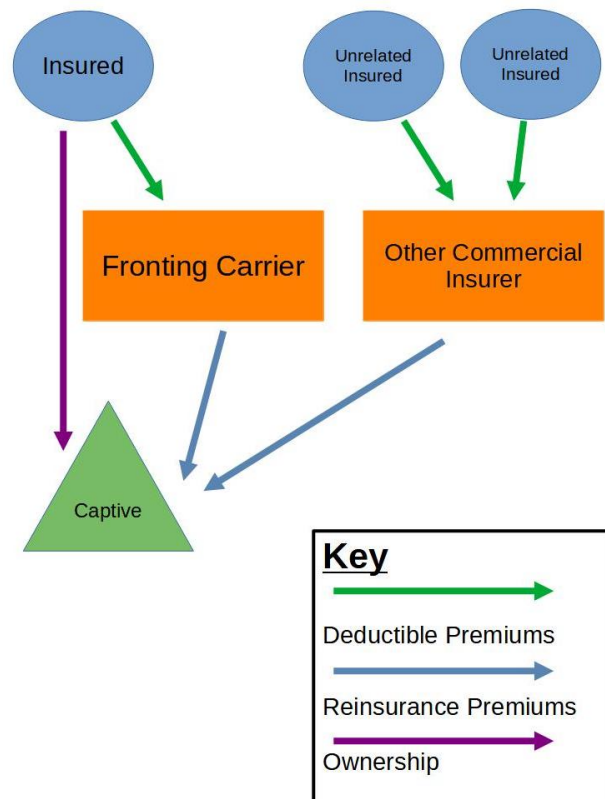 Insured
Unrelated
Insured
Unrelated
Insured
Fronting Carrier
Other Commercial
Insurer
Captive
Key
Deductible Premiums
Reinsurance Premiums
Ownership